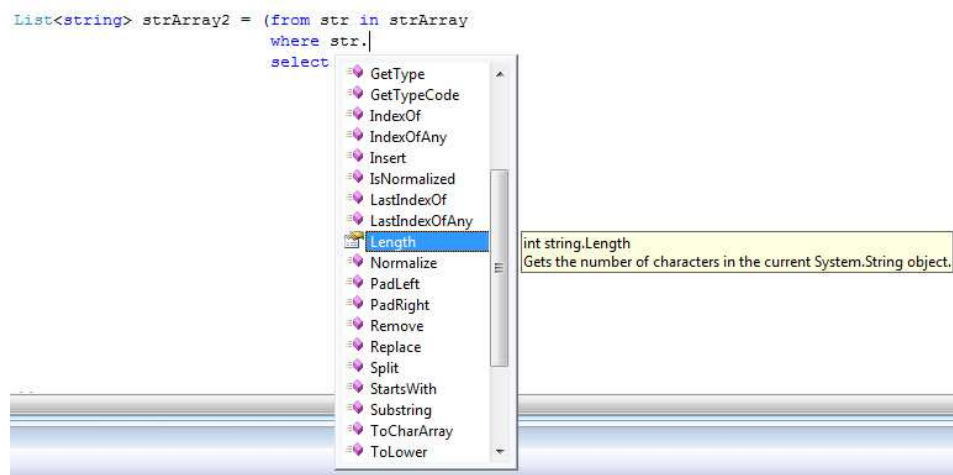 List<string> strArray2 = (from str in strArray
where str.
select
GetType
GetTypeCode
IndexOf
IndexOfAny
Insert
IsNormalized
LastIndexOf
LastIndexOfAny
Length
int string.Length
Gets the number of characters in the current System.String object.
Normalize
PadLeft
PadRight
Remove
Replace
Split
StartsWith
Substring
ToCharArray
ToLower